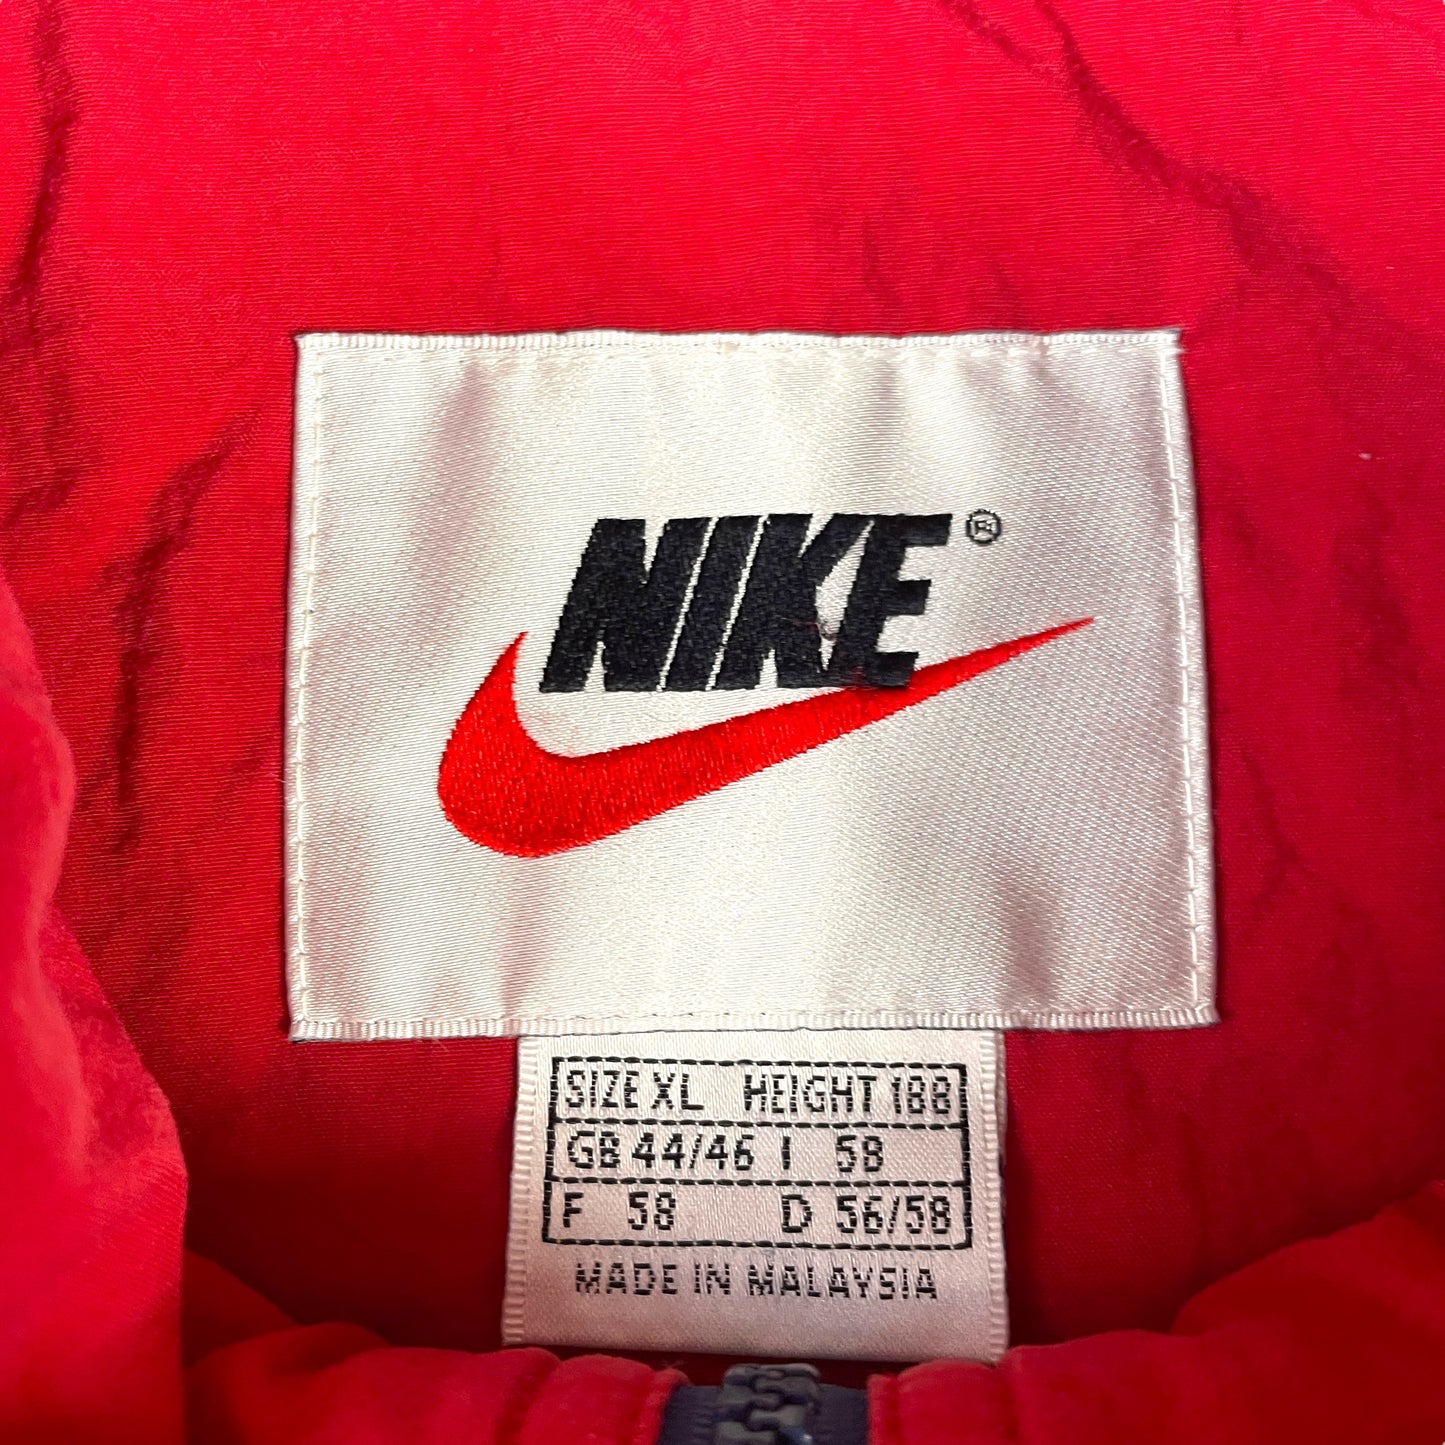 NIKE®
SIZE XL HEIGHT 188
GB 44/46 I 58
F 58 D 56/58
MADE IN MALAYSIA